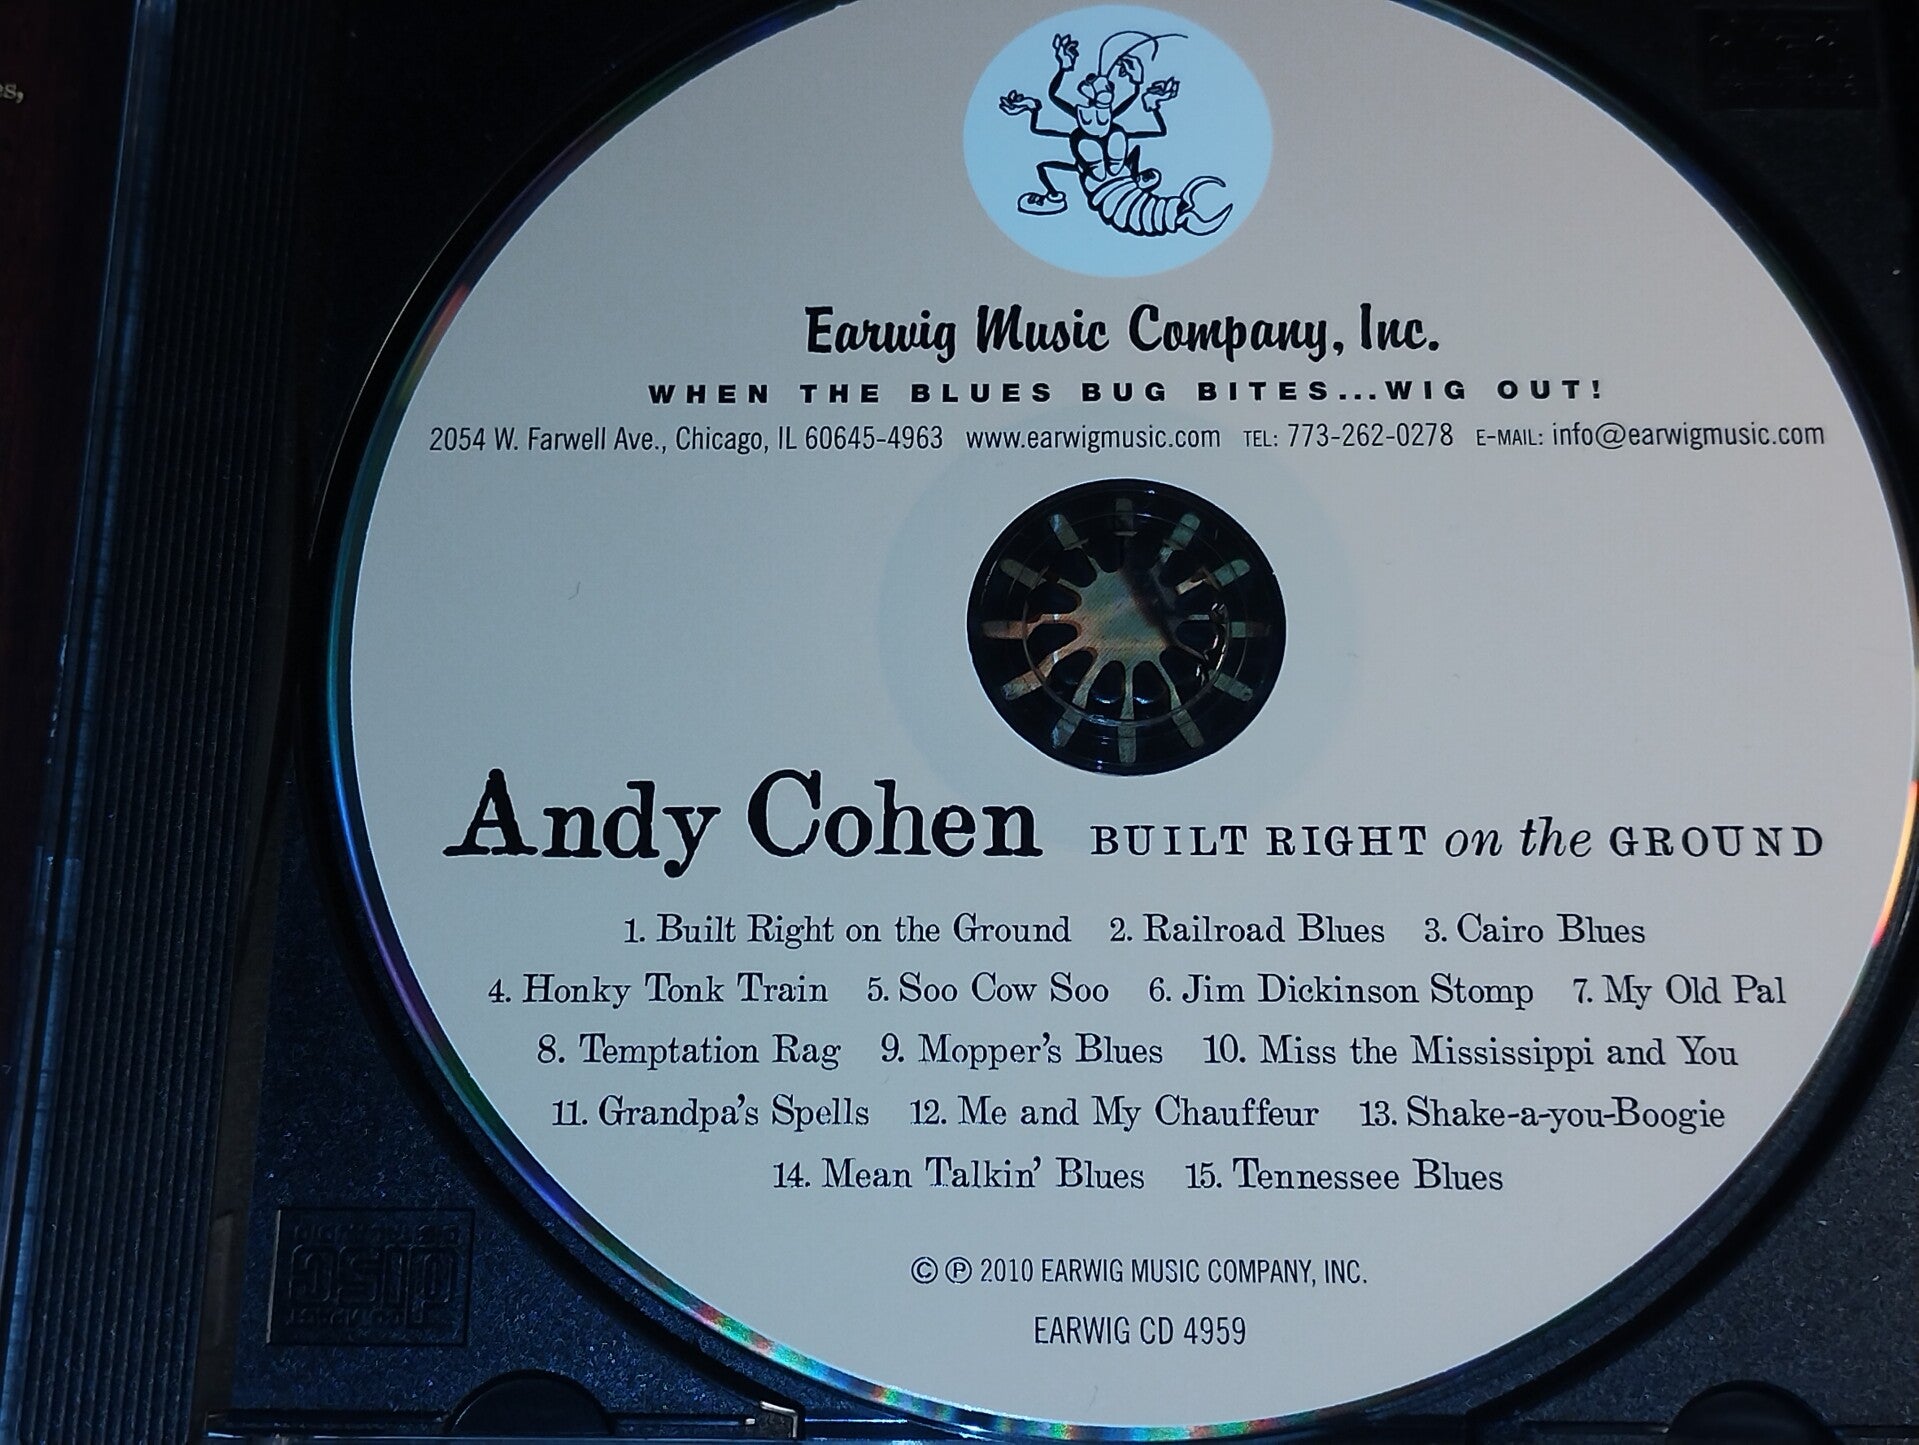 es,
Earwig Music Company, Inc.
WHEN THE BLUES BUG BITES...WIG OUT!
2054 W. Farwell Ave., Chicago, IL 60645-4963 www.earwigmusic.com TEL: 773-262-0278 E-MAIL: info@earwigmusic.com
Andy Cohen BUILT RIGHT on the GROUND
1. Built Right on the Ground 2. Railroad Blues 3. Cairo Blues
4. Honky Tonk Train 5. Soo Cow Soo 6. Jim Dickinson Stomp 7. My Old Pal
8. Temptation Rag 9. Mopper's Blues 10. Miss the Mississippi and You
11. Grandpa's Spells 12. Me and My Chauffeur 13. Shake-a-you-Boogie
14. Mean Talkin' Blues 15. Tennessee Blues
© ℗ 2010 EARWIG MUSIC COMPANY, INC.
EARWIG CD 4959